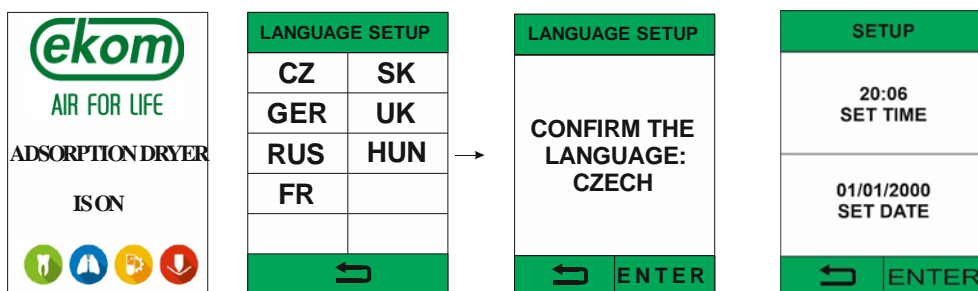 ekom
AIR FOR LIFE
ADSORPTION DRYER
IS ON
LANGUAGE SETUP
CZ SK
GER UK
RUS HUN
FR
LANGUAGE SETUP
CONFIRM THE
LANGUAGE:
CZECH
ENTER
SETUP
20:06
SET TIME
01/01/2000
SET DATE
ENTER